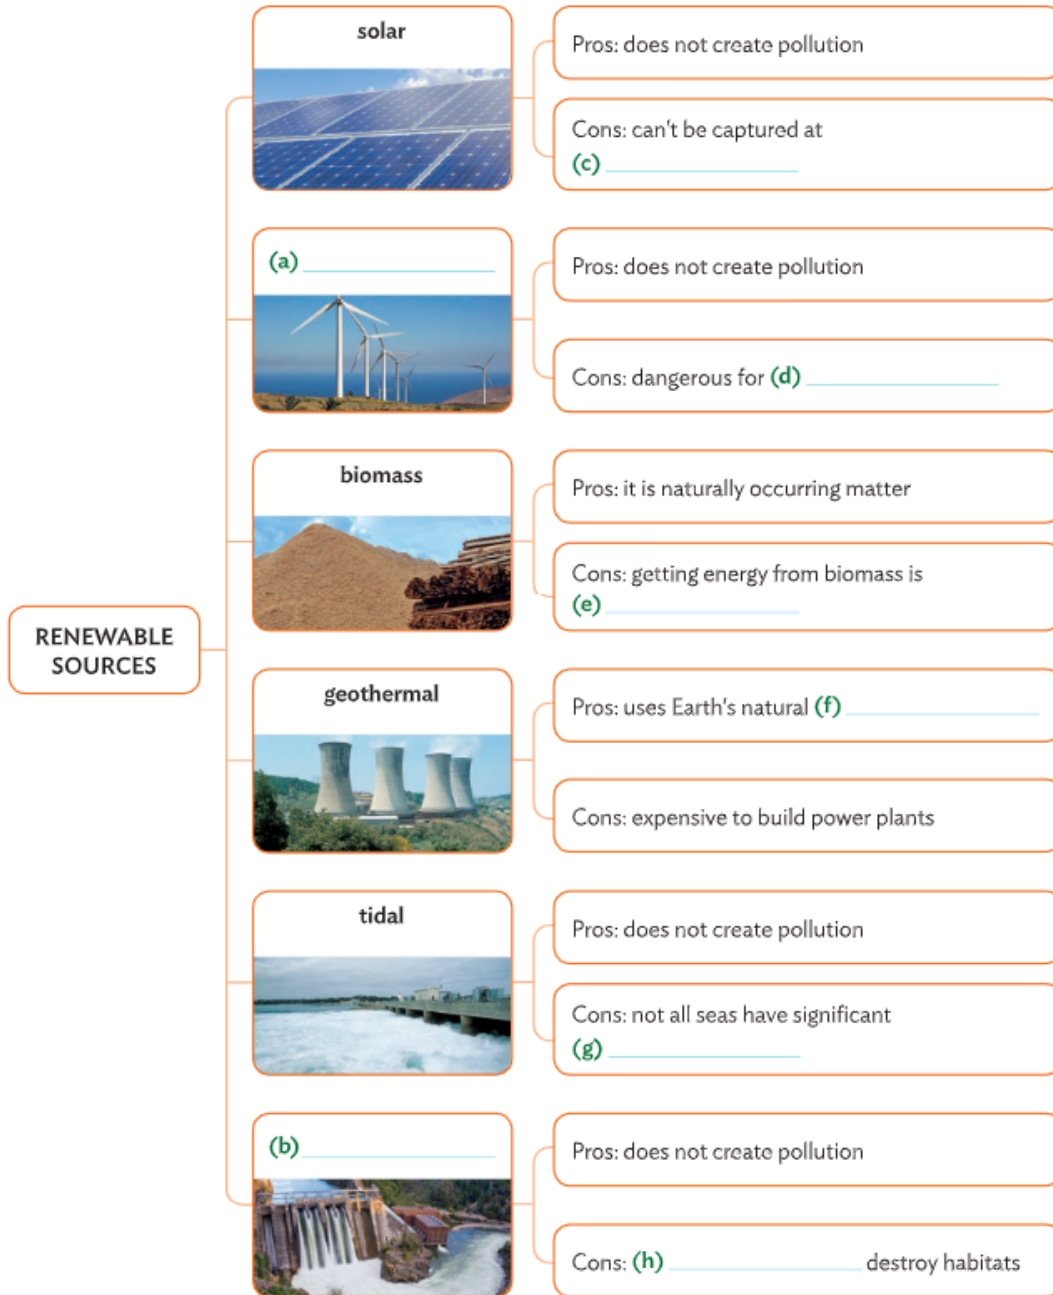 RENEWABLE
SOURCES
solar
Pros: does not create pollution
Cons: can't be captured at
(c)
(a)
Pros: does not create pollution
Cons: dangerous for (d)
biomass
Pros: it is naturally occurring matter
Cons: getting energy from biomass is
(e)
geothermal
Pros: uses Earth's natural (f)
Cons: expensive to build power plants
tidal
Pros: does not create pollution
Cons: not all seas have significant
(g)
(b)
Pros: does not create pollution
Cons: (h) destroy habitats